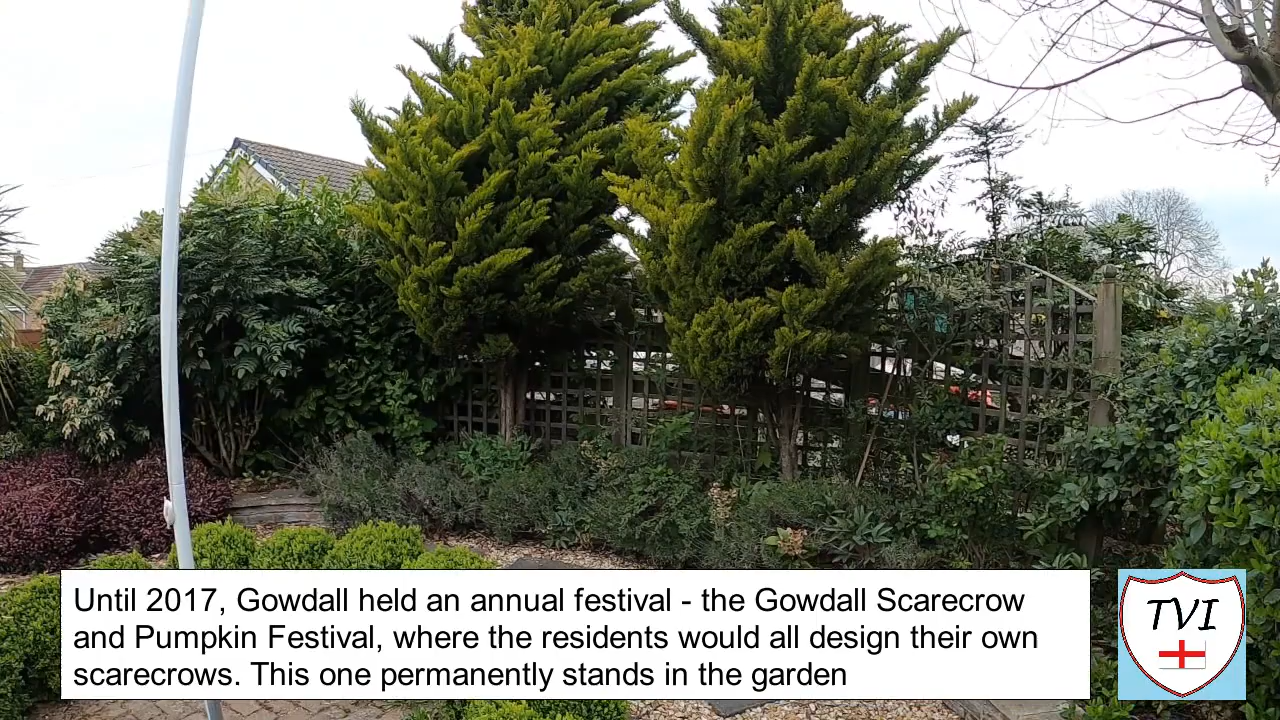 Until 2017, Gowdall held an annual festival - the Gowdall Scarecrow
and Pumpkin Festival, where the residents would all design their own
scarecrows. This one permanently stands in the garden
TVI